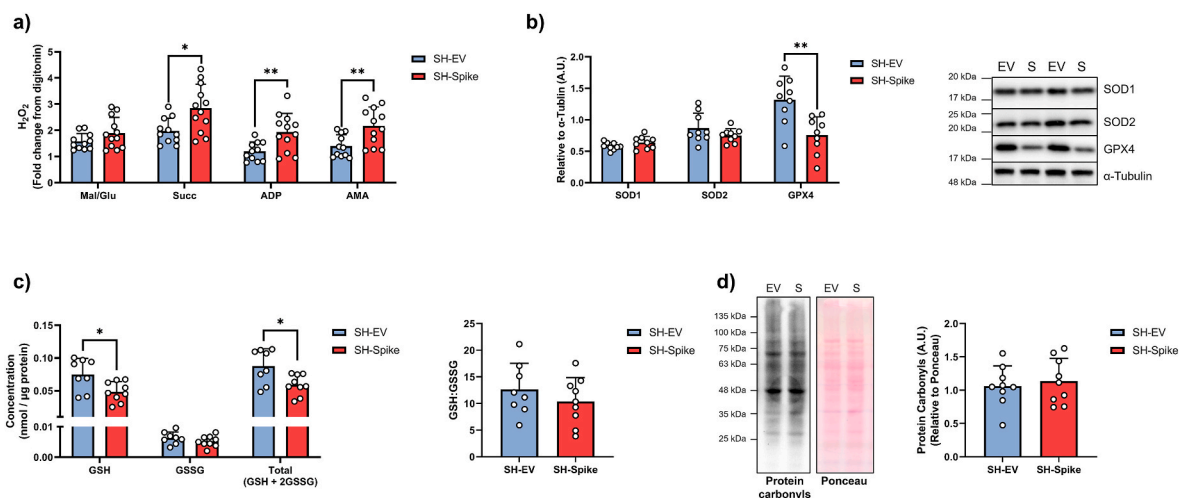 a)
H2O2
(Fold change from digitonin)
5
4
3
2
1
0
*
**
**
Mal/Glu Succ ADP AMA
SH-EV
SH-Spike
b)
Relative to α-Tublin (A.U.)
2.0
1.5
1.0
0.5
0.0
**
SOD1 SOD2 GPX4
SH-EV
SH-Spike
EV S EV S
20 kDa
17 kDa
SOD1
25 kDa
20 kDa
SOD2
17 kDa
GPX4
48 kDa
α-Tubulin
c)
Concentration
(nmol / µg protein)
0.15
0.10
0.05
0.01
0.00
*
*
GSH GSSG Total
(GSH + 2GSSG)
SH-EV
SH-Spike
GSH:GSSG
25
20
15
10
5
0
SH-EV SH-Spike
SH-EV
SH-Spike
d)
EV S EV S
135 kDa
100 kDa
75 kDa
63 kDa
48 kDa
35 kDa
25 kDa
Protein
carbonyls
Ponceau
Protein Carbonyls (A.U.)
(Relative to Ponceau)
2.0
1.5
1.0
0.5
0.0
SH-EV SH-Spike
SH-EV
SH-Spike